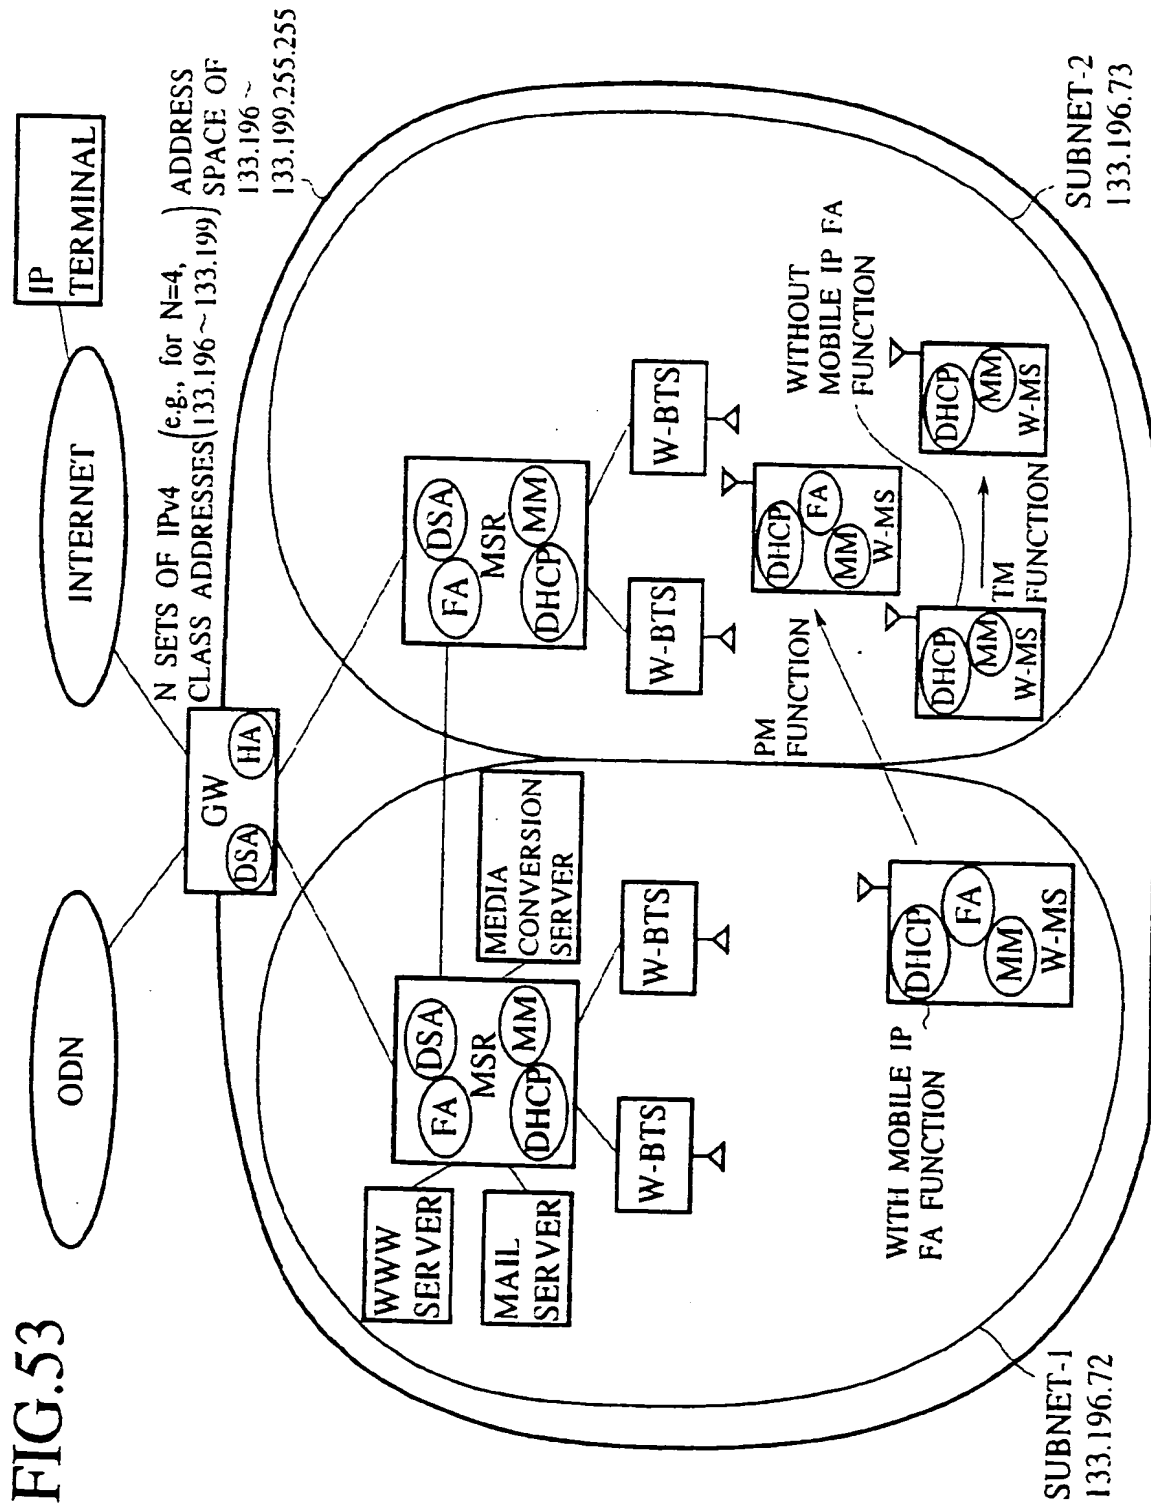 FIG.53
ODN
INTERNET
IP
TERMINAL
GW
DSA
HA
N SETS OF IPv4
CLASS ADDRESSES
(e.g., for N=4,
133.196~133.199)
ADDRESS
SPACE OF
133.196~
133.199.255.255
WWW
SERVER
MAIL
SERVER
FA
DSA
MSR
DHCP
MM
MEDIA
CONVERSION
SERVER
W-BTS
W-BTS
FA
DSA
MSR
DHCP
MM
W-BTS
W-BTS
WITH MOBILE IP
FA FUNCTION
DHCP
FA
MM
W-MS
PM
FUNCTION
DHCP
FA
MM
W-MS
WITHOUT
MOBILE IP FA
FUNCTION
DHCP
MM
W-MS
TM
FUNCTION
DHCP
MM
W-MS
SUBNET-1
133.196.72
SUBNET-2
133.196.73